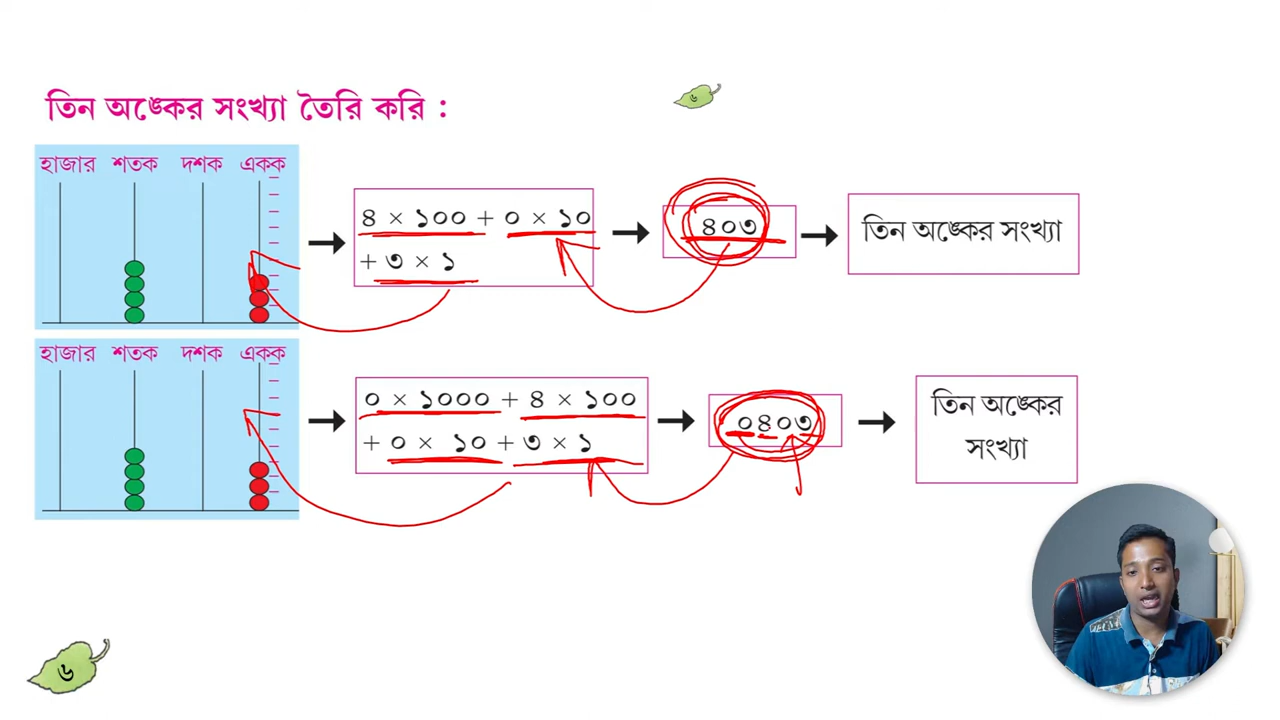 তিন অঙ্কের সংখ্যা তৈরি করি :
৬
হাজার শতক দশক একক
৪ × ১০০ + ০ × ১০
+ ৩ × ১
৪০৩
তিন অঙ্কের সংখ্যা
হাজার শতক দশক একক
০ × ১০০০ + ৪ × ১০০
+ ০ × ১০ + ৩ × ১
০৪০৩
তিন অঙ্কের
সংখ্যা
৬